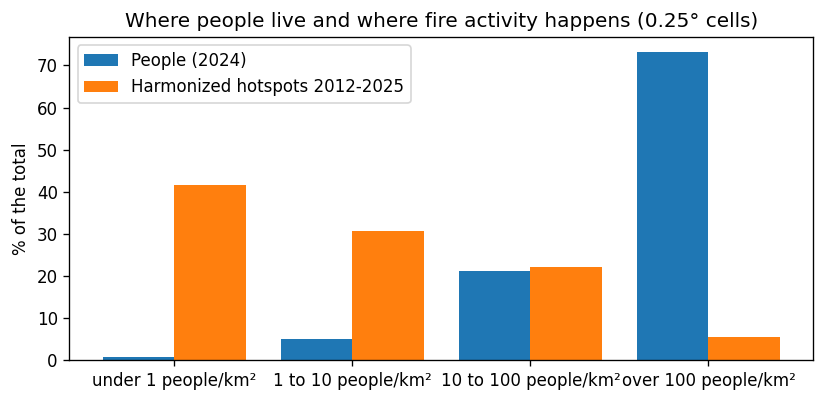 Where people live and where fire activity happens (0.25° cells)
People (2024)
Harmonized hotspots 2012-2025
% of the total
70
60
50
40
30
20
10
0
under 1 people/km²
1 to 10 people/km²
10 to 100 people/km²
over 100 people/km²